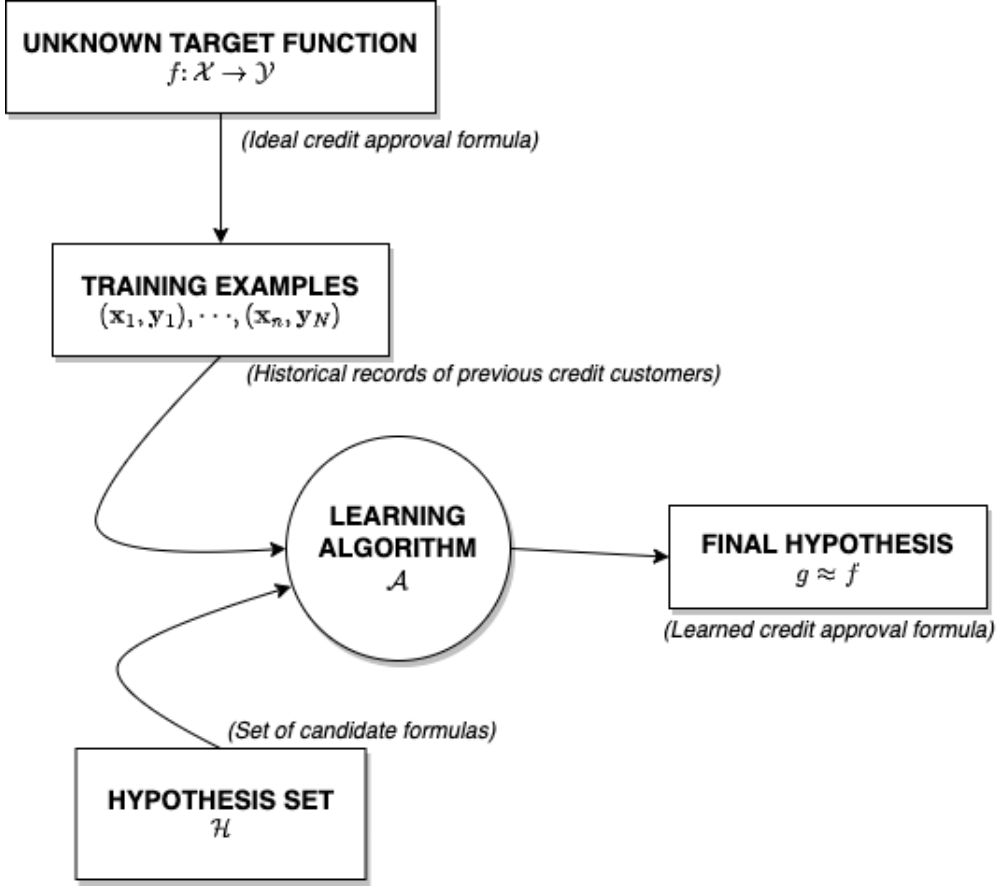 UNKNOWN TARGET FUNCTION
f: 𝒳 → 𝒴
(Ideal credit approval formula)
TRAINING EXAMPLES
(x₁, y₁), ⋯, (xₙ, y_N)
(Historical records of previous credit customers)
LEARNING
ALGORITHM
𝒜
FINAL HYPOTHESIS
g ≈ f
(Learned credit approval formula)
(Set of candidate formulas)
HYPOTHESIS SET
ℋ